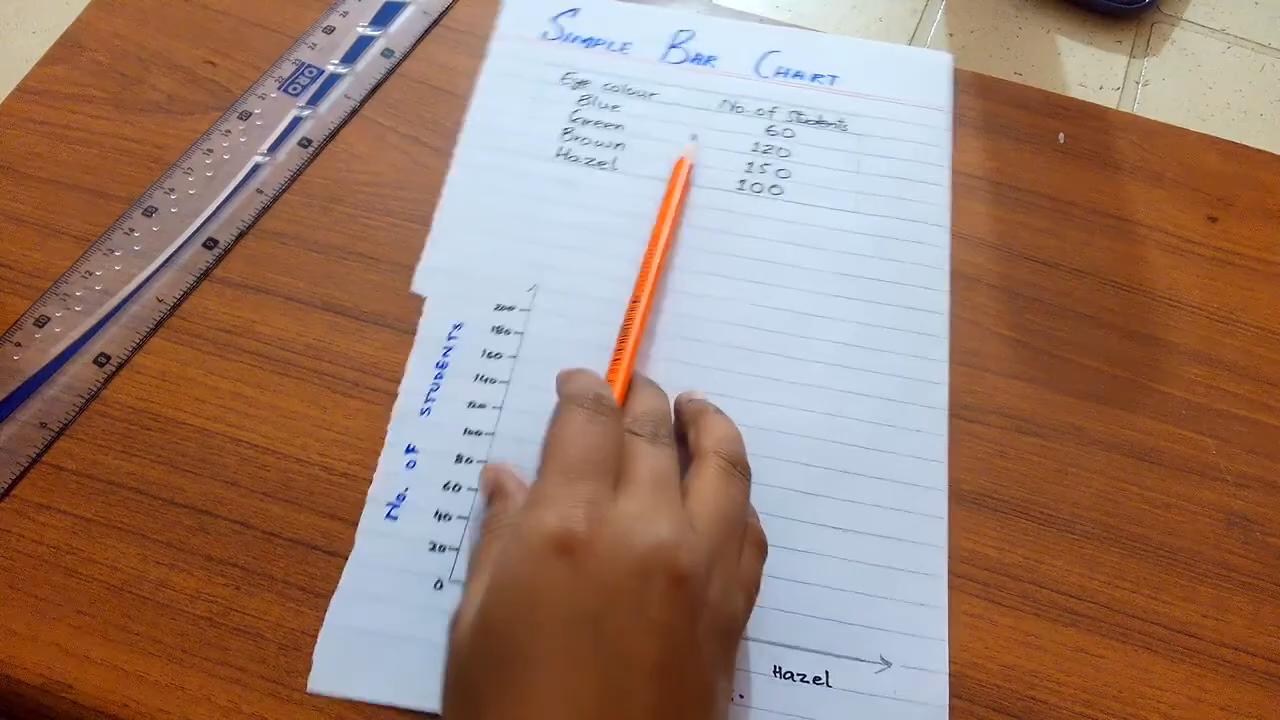 SIMPLE BAR CHART
Eye colour No. of Students
Blue 60
Green 120
Brown 150
Hazel 100
200
180
160
140
120
100
80
60
40
20
0
No. OF STUDENTS
Hazel
ORO